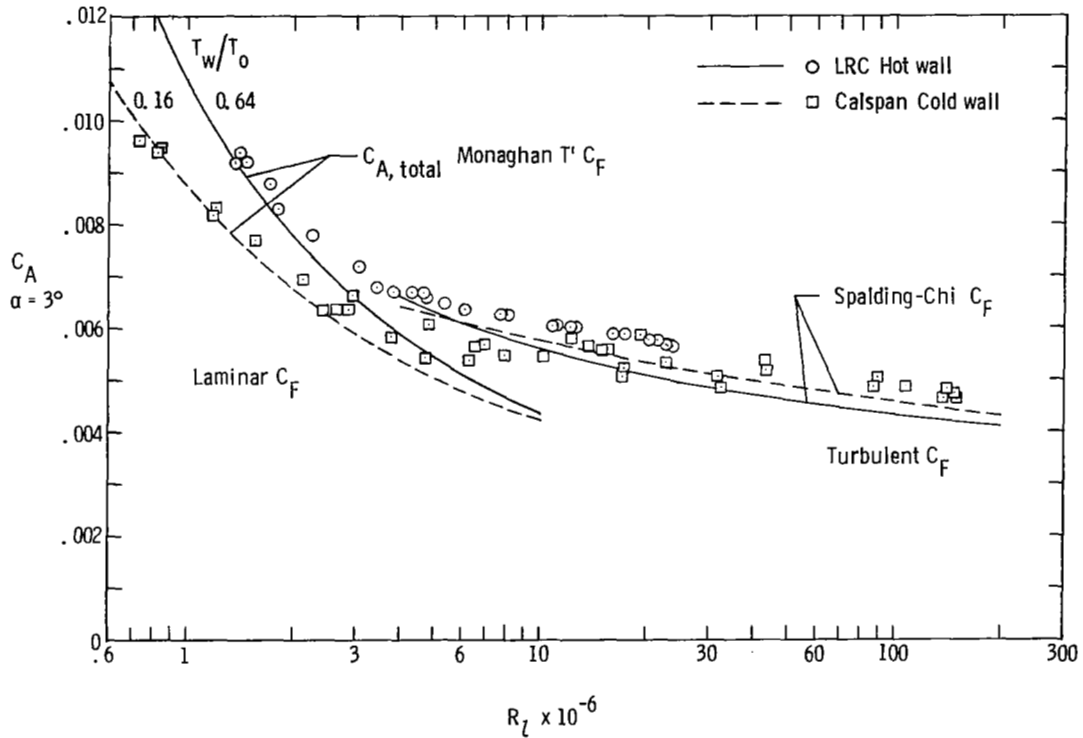 .012
.010
.008
.006
.004
.002
0
C_A
α = 3°
T_w/T_o
0.16 0.64
LRC Hot wall
Calspan Cold wall
C_A, total Monaghan T' C_F
Spalding-Chi C_F
Laminar C_F
Turbulent C_F
.6 1 3 6 10 30 60 100 300
R_l x 10^-6